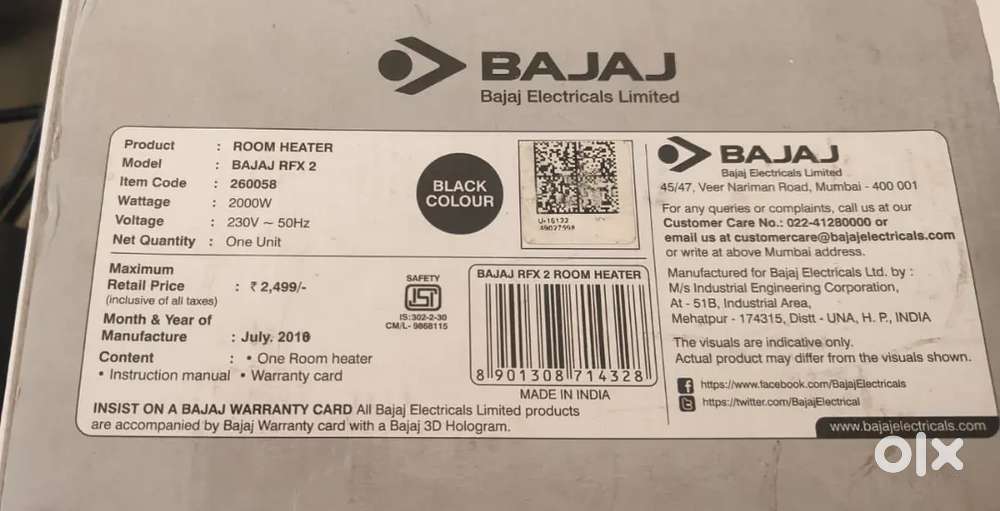 BAJAJ
Bajaj Electricals Limited
Product : ROOM HEATER
Model : BAJAJ RFX 2
Item Code : 260058
Wattage : 2000W
Voltage : 230V ~ 50Hz
Net Quantity : One Unit
BLACK
COLOUR
Maximum
Retail Price : ₹ 2,499/-
(inclusive of all taxes)
Month & Year of
Manufacture : July.
Content : • One Room heater
• Instruction manual • Warranty card
SAFETY
ISI
IS:302-2-30
CM/L- 9868115
BAJAJ RFX 2 ROOM HEATER
8 901308 714328
MADE IN INDIA
INSIST ON A BAJAJ WARRANTY CARD All Bajaj Electricals Limited products
are accompanied by Bajaj Warranty card with a Bajaj 3D Hologram.
BAJAJ
Bajaj Electricals Limited
45/47, Veer Nariman Road, Mumbai - 400 001
For any queries or complaints, call us at our
Customer Care No.: 022-41280000 or
email us at customercare@bajajelectricals.com
or write at above Mumbai address.
Manufactured for Bajaj Electricals Ltd. by :
M/s Industrial Engineering Corporation,
At - 51B, Industrial Area,
Mehatpur - 174315, Distt - UNA, H. P., INDIA
The visuals are indicative only.
Actual product may differ from the visuals shown.
https://www.facebook.com/BajajElectricals
https://twitter.com/BajajElectrical
www.bajajelectricals.com
olx